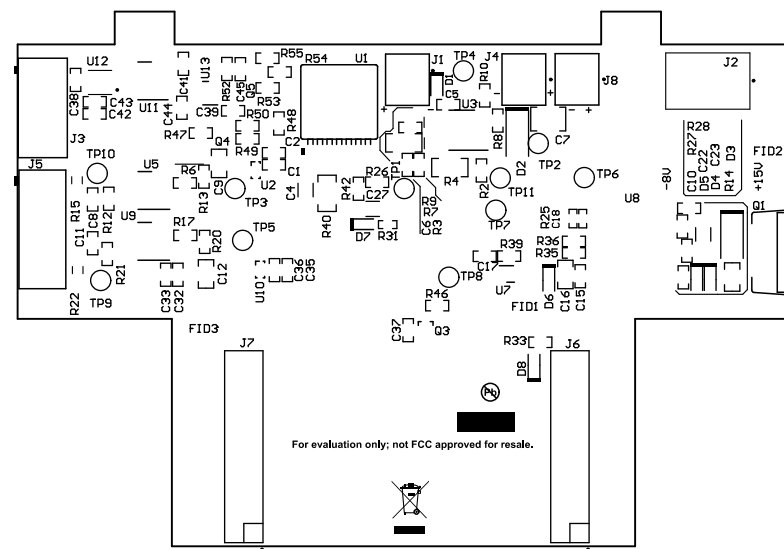 U12
U13
R55
R54
U1
J1
TP4
J4
J8
J2
C38
C43
C42
U11
C41
C44
R52
C45
Q5
R53
C39
R50
R48
D1
C5
U3
R10
R8
J3
R47
Q4
R49
C2
C1
D2
TP2
C7
R28
R27
C10
D5
C22
D4
C23
R14
D3
FID2
-8V
+15V
J5
TP10
U5
R6
R13
C9
TP3
U2
C4
R40
R42
R26
C27
TP1
R4
R2
TP11
TP6
U8
Q1
R15
C8
R12
U9
R17
R20
TP5
D7
R31
C6
R9
R7
R3
TP7
R25
C18
C11
R22
TP9
R21
C33
C32
C12
U10
C36
C35
TP8
C17
R39
U7
R36
R35
D6
C16
C15
R46
FID1
FID3
C37
Q3
R33
J7
J6
D8
Pb
For evaluation only; not FCC approved for resale.